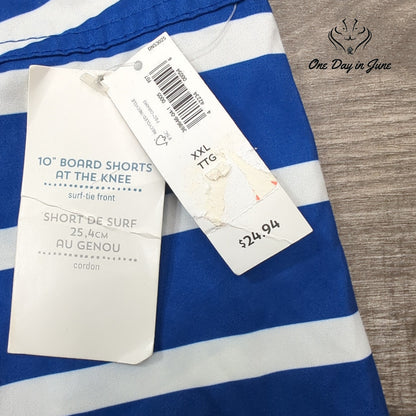 One Day in June
10" BOARD SHORTS
AT THE KNEE
surf-tie front
SHORT DE SURF
25,4CM
AU GENOU
cordon
XXL
TTG
$24.94